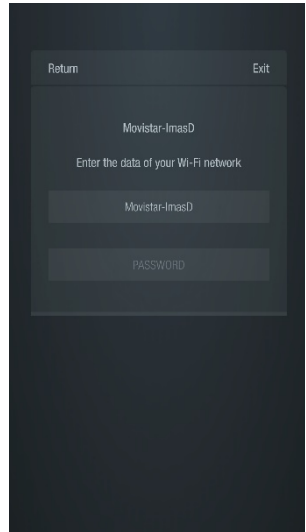 Return Exit
Movistar-ImasD
Enter the data of your Wi-Fi network
Movistar-ImasD
PASSWORD